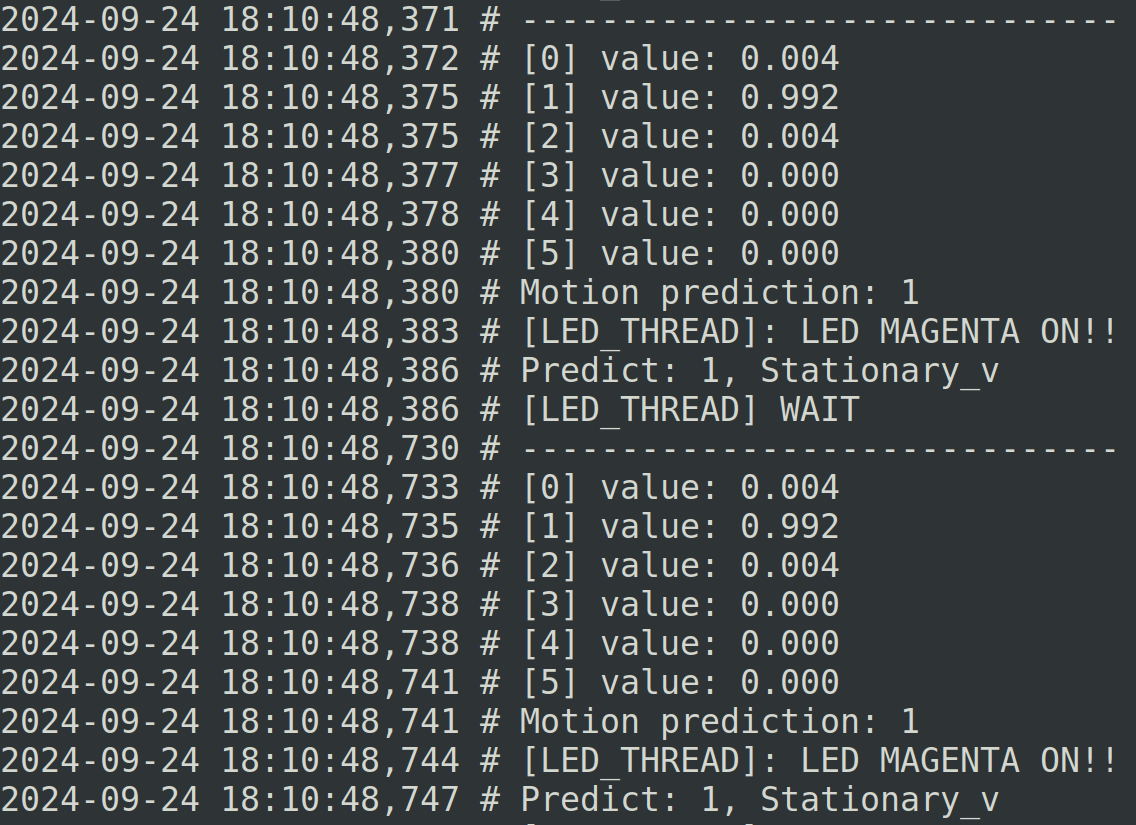 2024-09-24 18:10:48,371 # ------------------------------
2024-09-24 18:10:48,372 # [0] value: 0.004
2024-09-24 18:10:48,375 # [1] value: 0.992
2024-09-24 18:10:48,375 # [2] value: 0.004
2024-09-24 18:10:48,377 # [3] value: 0.000
2024-09-24 18:10:48,378 # [4] value: 0.000
2024-09-24 18:10:48,380 # [5] value: 0.000
2024-09-24 18:10:48,380 # Motion prediction: 1
2024-09-24 18:10:48,383 # [LED_THREAD]: LED MAGENTA ON!!
2024-09-24 18:10:48,386 # Predict: 1, Stationary_v
2024-09-24 18:10:48,386 # [LED_THREAD] WAIT
2024-09-24 18:10:48,730 # ------------------------------
2024-09-24 18:10:48,733 # [0] value: 0.004
2024-09-24 18:10:48,735 # [1] value: 0.992
2024-09-24 18:10:48,736 # [2] value: 0.004
2024-09-24 18:10:48,738 # [3] value: 0.000
2024-09-24 18:10:48,738 # [4] value: 0.000
2024-09-24 18:10:48,741 # [5] value: 0.000
2024-09-24 18:10:48,741 # Motion prediction: 1
2024-09-24 18:10:48,744 # [LED_THREAD]: LED MAGENTA ON!!
2024-09-24 18:10:48,747 # Predict: 1, Stationary_v